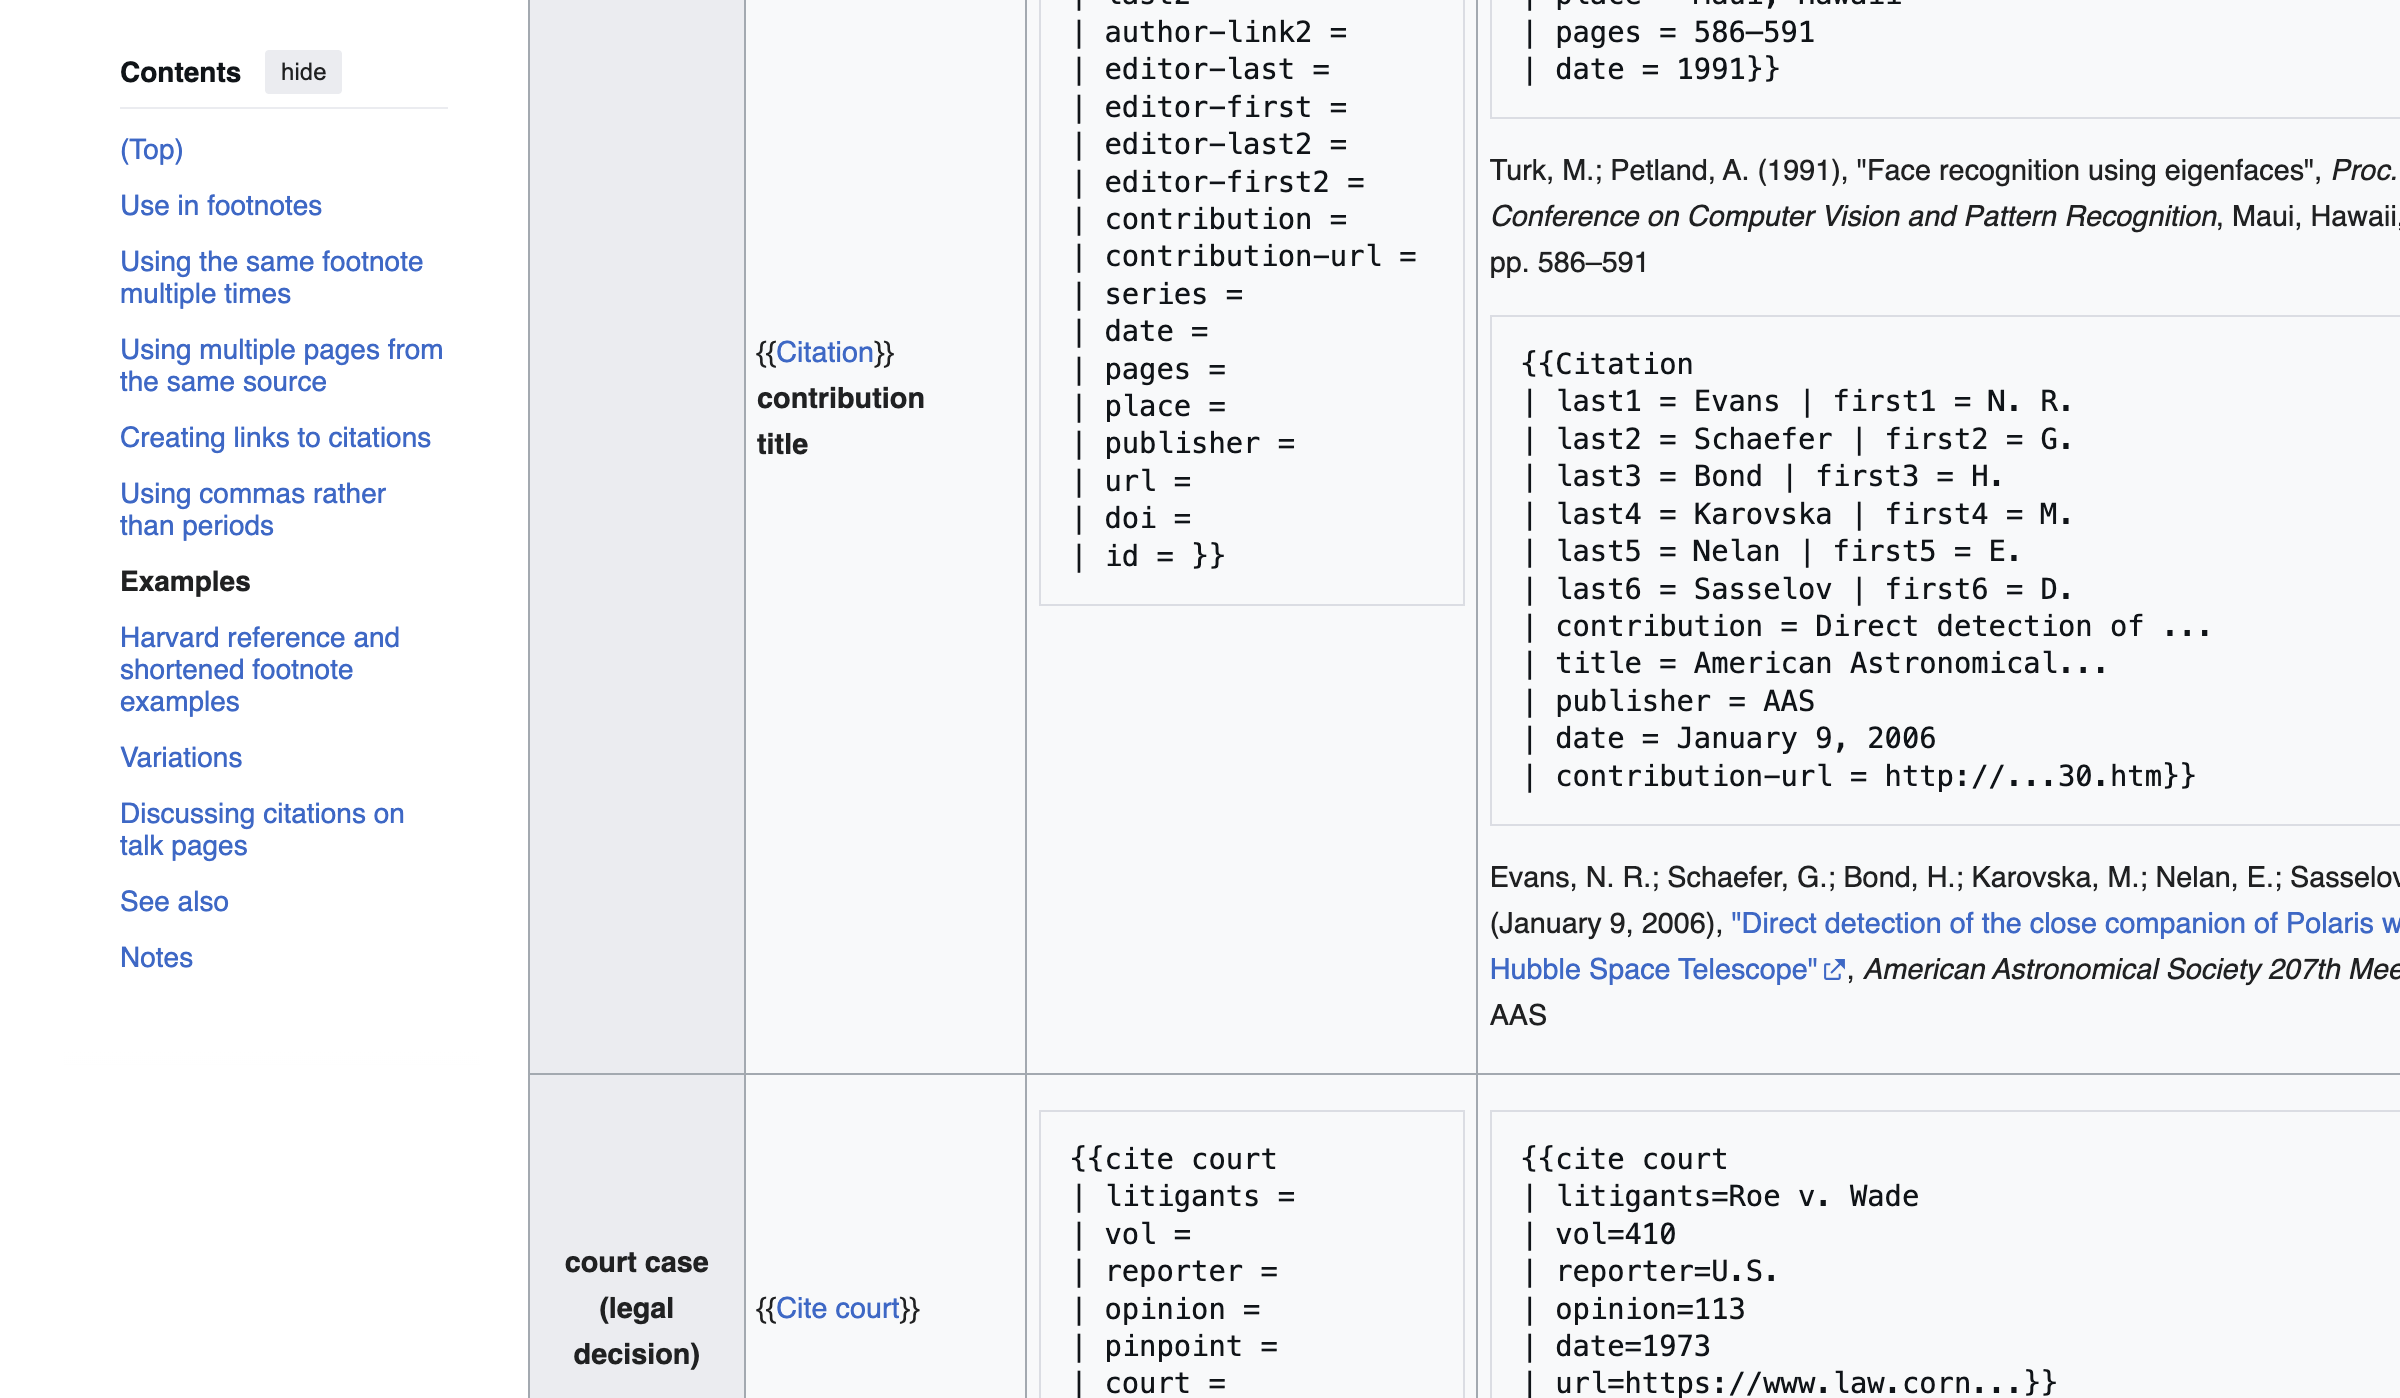 Contents hide
(Top)
Use in footnotes
Using the same footnote
multiple times
Using multiple pages from
the same source
Creating links to citations
Using commas rather
than periods
Examples
Harvard reference and
shortened footnote
examples
Variations
Discussing citations on
talk pages
See also
Notes
{{Citation}}
contribution
title
| author-link2 =
| editor-last =
| editor-first =
| editor-last2 =
| editor-first2 =
| contribution =
| contribution-url =
| series =
| date =
| pages =
| place =
| publisher =
| url =
| doi =
| id = }}
| pages = 586–591
| date = 1991}}
Turk, M.; Petland, A. (1991), "Face recognition using eigenfaces", Proc.
Conference on Computer Vision and Pattern Recognition, Maui, Hawaii,
pp. 586–591
{{Citation
| last1 = Evans | first1 = N. R.
| last2 = Schaefer | first2 = G.
| last3 = Bond | first3 = H.
| last4 = Karovska | first4 = M.
| last5 = Nelan | first5 = E.
| last6 = Sasselov | first6 = D.
| contribution = Direct detection of ...
| title = American Astronomical...
| publisher = AAS
| date = January 9, 2006
| contribution-url = http://...30.htm}}
Evans, N. R.; Schaefer, G.; Bond, H.; Karovska, M.; Nelan, E.; Sasselov
(January 9, 2006), "Direct detection of the close companion of Polaris w
Hubble Space Telescope", American Astronomical Society 207th Mee
AAS
court case
(legal
decision)
{{Cite court}}
{{cite court
| litigants =
| vol =
| reporter =
| opinion =
| pinpoint =
| court =
{{cite court
| litigants=Roe v. Wade
| vol=410
| reporter=U.S.
| opinion=113
| date=1973
| url=https://www.law.corn...}}